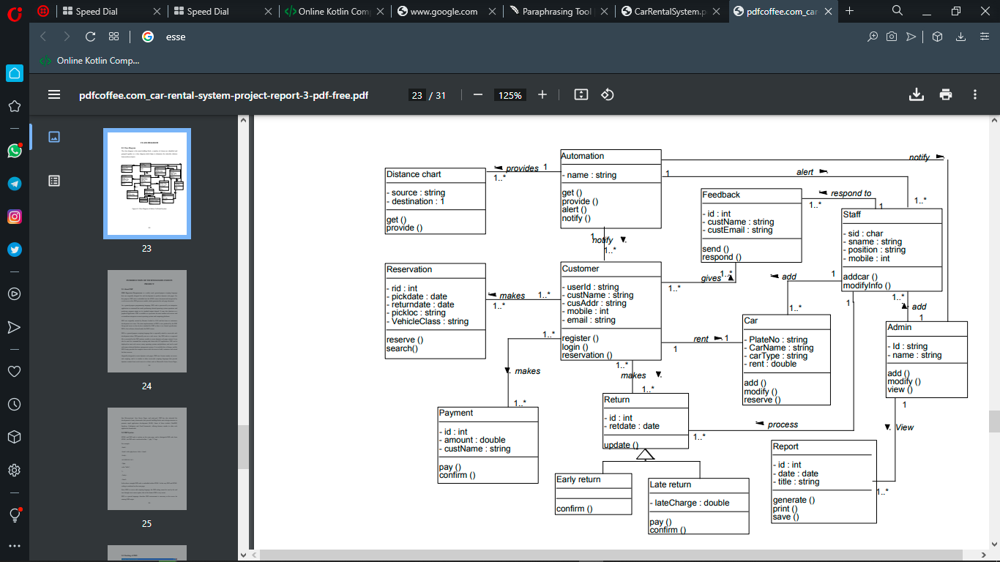 Speed Dial
Speed Dial
Online Kotlin Comp
www.google.com
Paraphrasing Tool
CarRentalSystem.p
pdfcoffee.com_car
esse
Online Kotlin Comp...
pdfcoffee.com_car-rental-system-project-report-3-pdf-free.pdf
23 / 31
125%
23
24
25
Distance chart
- source : string
- destination : 1
get ()
provide ()
provides
1
1..*
Automation
- name : string
get ()
provide ()
alert ()
notify ()
notify
alert
1
1..*
Feedback
- id : int
- custName : string
- custEmail : string
send ()
respond ()
respond to
1
1..*
Staff
- sid : char
- sname : string
- position : string
- mobile : int
addcar ()
modifyInfo ()
1
notify
1..*
Reservation
- rid : int
- pickdate : date
- returndate : date
- pickloc : string
- VehicleClass : string
reserve ()
search()
makes
1..*
1..*
Customer
- userId : string
- custName : string
- cusAddr : string
- mobile : int
- email : string
register ()
login ()
reservation ()
gives
1..*
1..*
add
1
1..*
1
1..*
add
1
Car
- PlateNo : string
- CarName : string
- carType : string
- rent : double
add ()
modify ()
reserve ()
rent
1
1
Admin
- Id : string
- name : string
add ()
modify ()
view ()
1..*
makes
1..*
1..*
makes
1..*
Return
- id : int
- retdate : date
update ()
process
1..*
1
View
1..*
Payment
- id : int
- amount : double
- custName : string
pay ()
confirm ()
Early return
confirm ()
Late return
- lateCharge : double
pay ()
confirm ()
Report
- id : int
- date : date
- title : string
generate ()
print ()
save ()